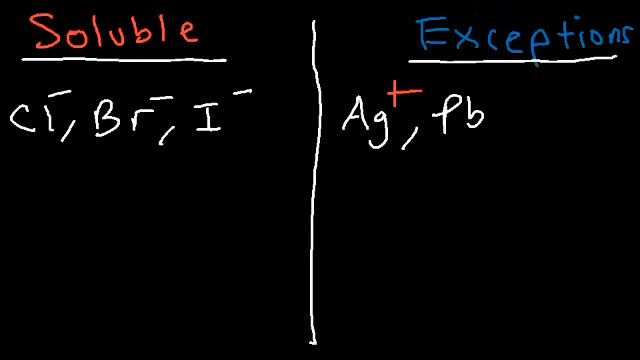 Soluble
Exceptions
Cl⁻, Br⁻, I⁻
Ag⁺, Pb